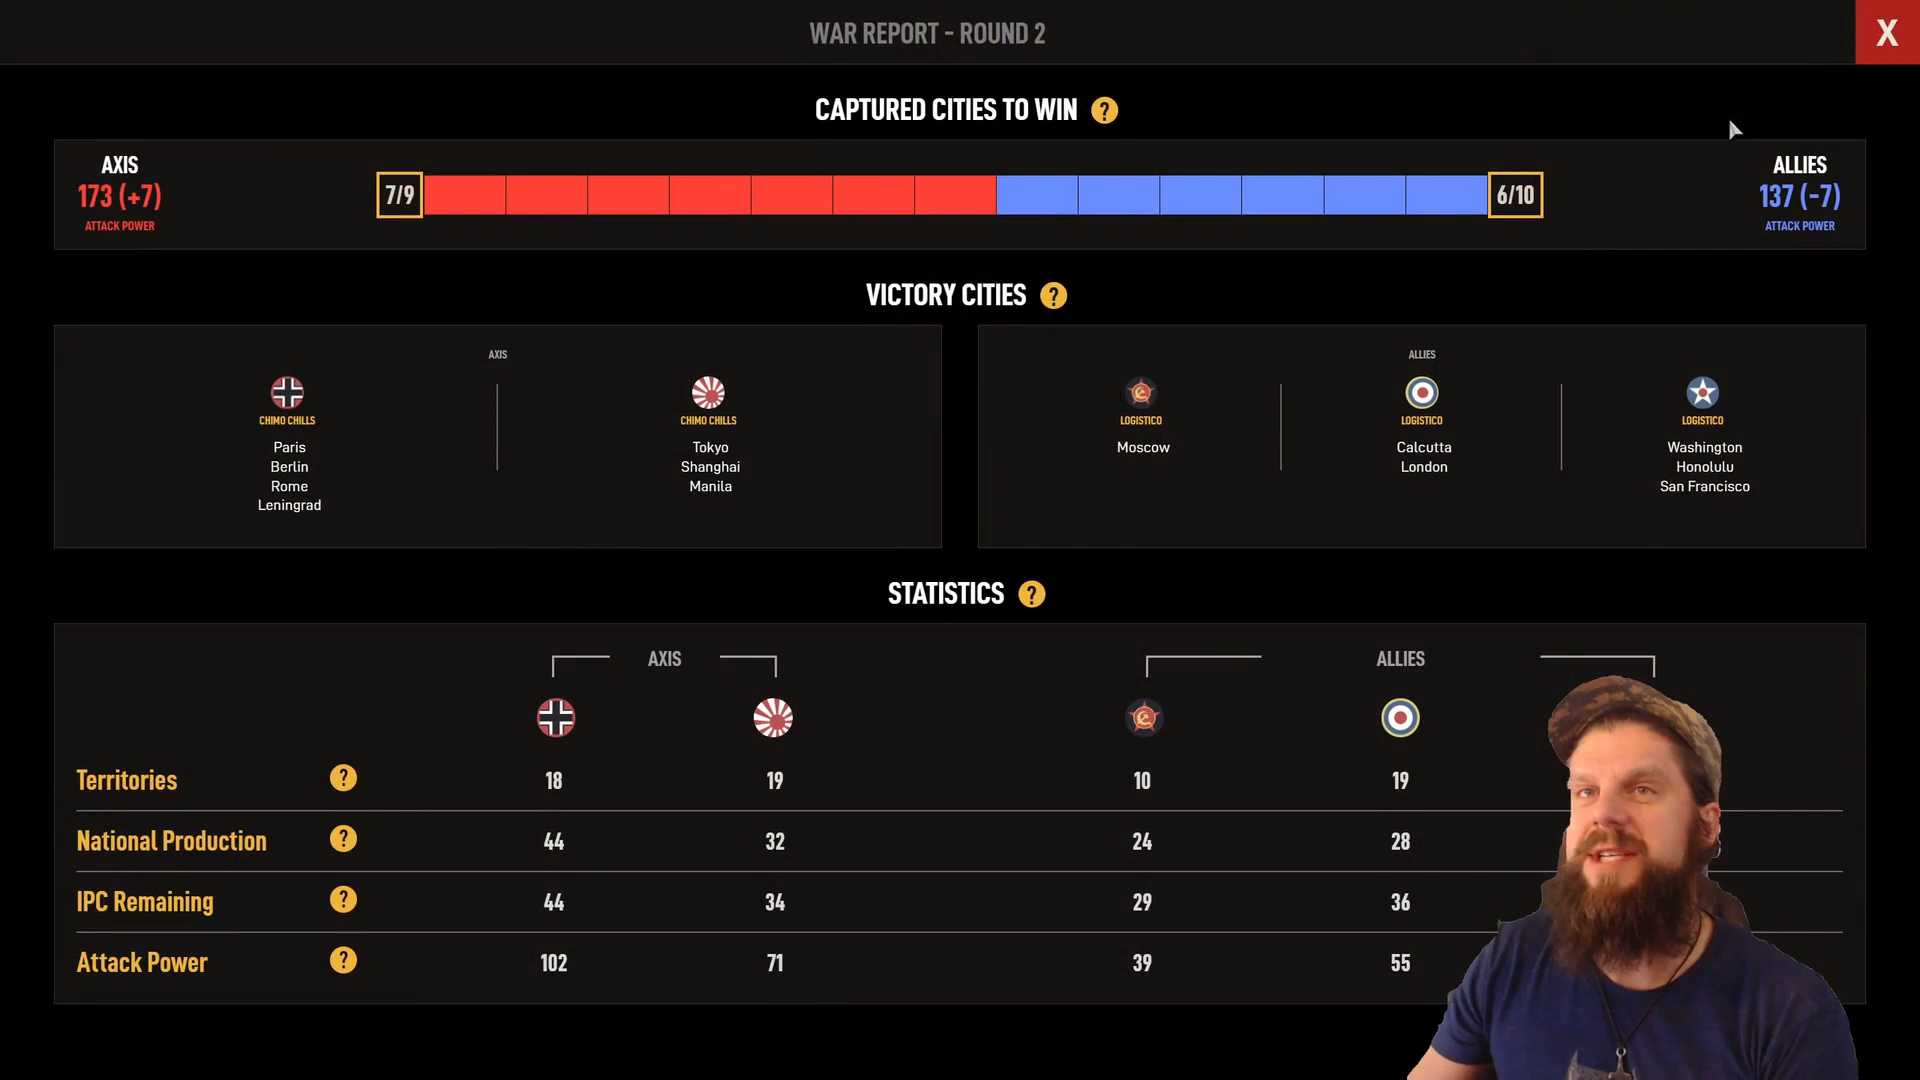 WAR REPORT - ROUND 2
X
CAPTURED CITIES TO WIN ?
AXIS
173 (+7)
ATTACK POWER
7/9
6/10
ALLIES
137 (-7)
ATTACK POWER
VICTORY CITIES ?
AXIS
CHIMO CHILLS
Paris
Berlin
Rome
Leningrad
CHIMO CHILLS
Tokyo
Shanghai
Manila
ALLIES
LOGISTICO
Moscow
LOGISTICO
Calcutta
London
LOGISTICO
Washington
Honolulu
San Francisco
STATISTICS ?
AXIS
ALLIES
Territories ? 18 19 10 19
National Production ? 44 32 24 28
IPC Remaining ? 44 34 29 36
Attack Power ? 102 71 39 55